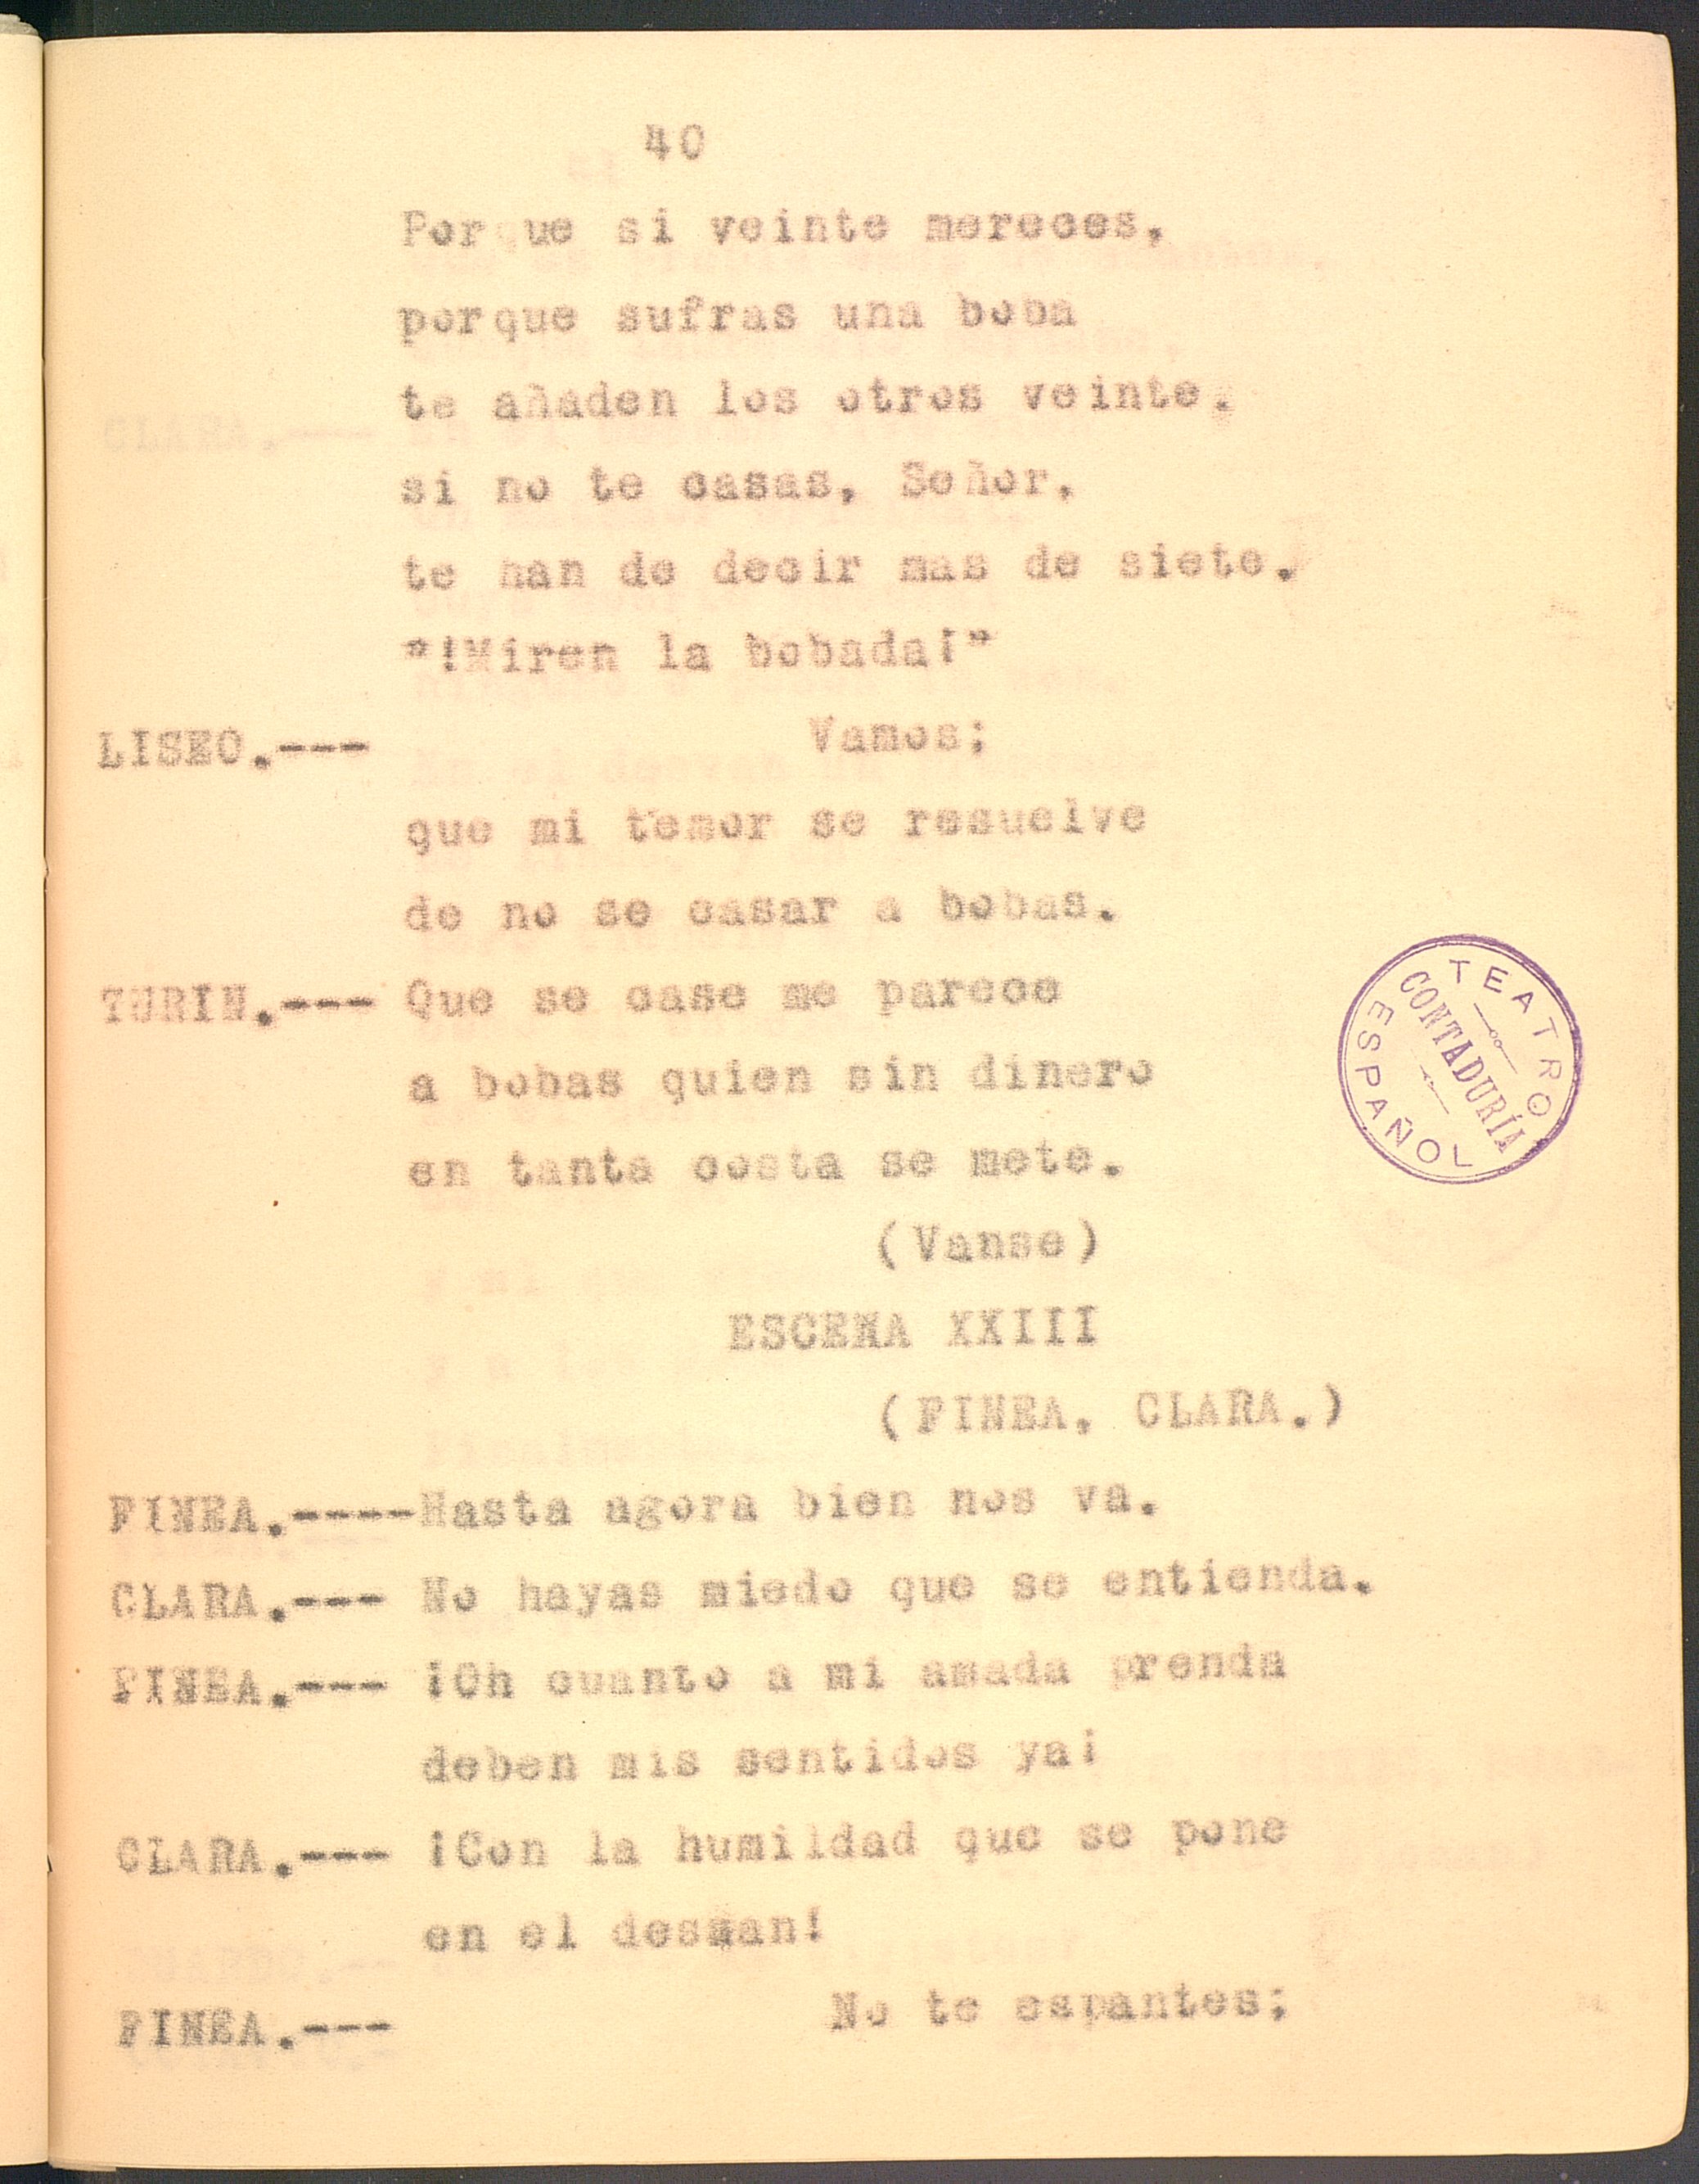 40
Porque si veinte mereces,
porque sufras una boba
te añaden los otros veinte.
si no te casas, Señor,
te han de decir mas de siete.
"!Miren la bobada!"
LISEO.--- Vamos;
que mi temor se resuelve
de no se casar a bobas.
TURIN.--- Que se case me parece
a bobas quien sin dinero
en tanta costa se mete.
(Vanse)
ESCENA XXIII
(FINEA, CLARA.)
FINEA.----Hasta agora bien nos va.
CLARA.--- No hayas miedo que se entienda.
FINEA.--- ¡Oh cuanto a mi amada prenda
deben mis sentidos ya¡
CLARA.--- ¡Con la humildad que se pone
en el desman!
FINEA.--- No te espantes;
TEATRO ESPAÑOL
CONTADURÍA